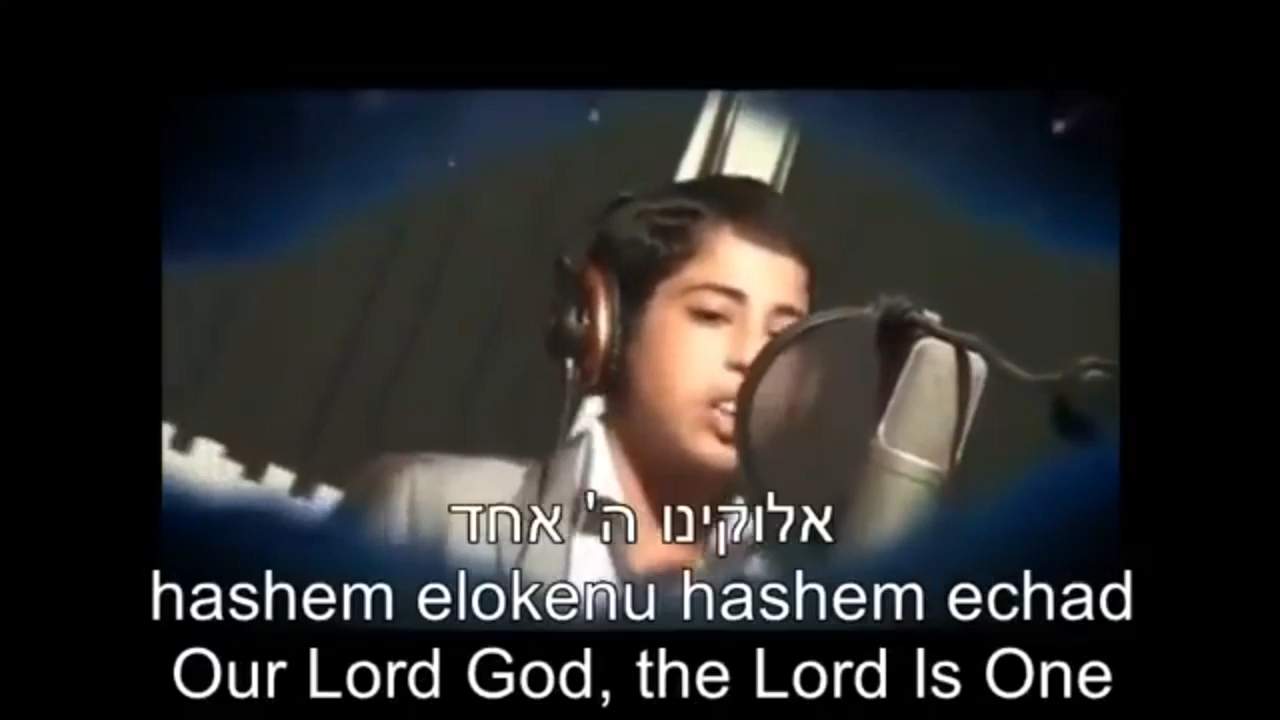 אלוקינו ה' אחד
hashem elokenu hashem echad
Our Lord God, the Lord Is One